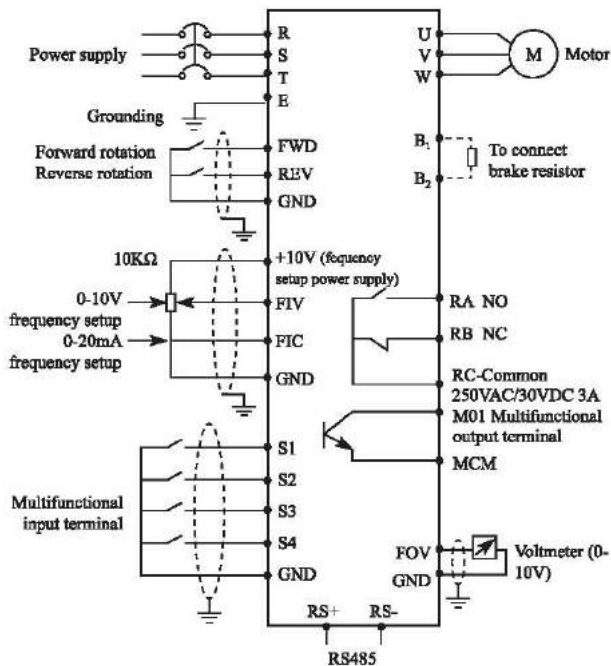 R
S
T
E
Power supply
Grounding
U
V
W
M
Motor
Forward rotation
Reverse rotation
FWD
REV
GND
B1
B2
To connect
brake resistor
10KΩ
+10V (fequency
setup power supply)
0-10V
frequency setup
FIV
0-20mA
frequency setup
FIC
GND
RA NO
RB NC
RC-Common
250VAC/30VDC 3A
M01 Multifunctional
output terminal
MCM
Multifunctional
input terminal
S1
S2
S3
S4
GND
FOV
GND
Voltmeter (0-
10V)
RS+
RS-
RS485